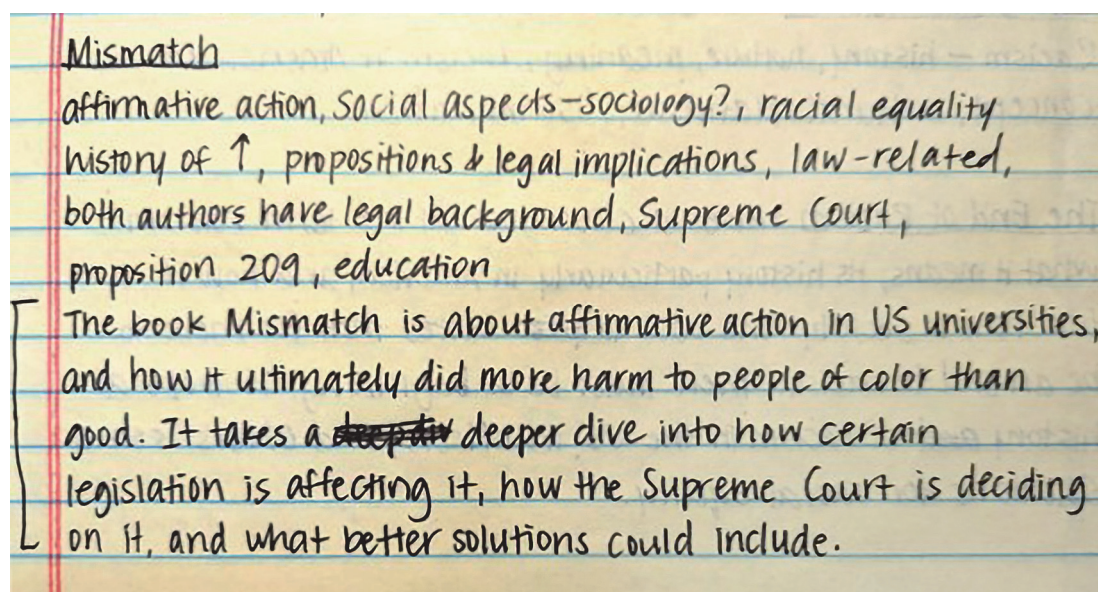 Mismatch
affirmative action, social aspects-sociology?, racial equality
history of ↑, propositions & legal implications, law-related,
both authors have legal background, Supreme Court,
proposition 209, education
The book Mismatch is about affirmative action in US universities,
and how it ultimately did more harm to people of color than
good. It takes a deeper dive into how certain
legislation is affecting it, how the Supreme Court is deciding
on it, and what better solutions could include.